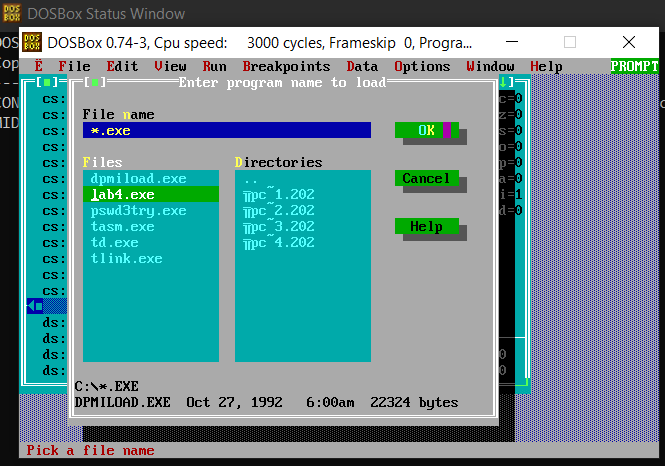 DOSBox Status Window
DOSBox 0.74-3, Cpu speed: 3000 cycles, Frameskip 0, Progra...
Ë File Edit View Run Breakpoints Data Options Window Help PROMPT
Enter program name to load
File name
*.exe
OK
Files
Directories
dpmiload.exe
lab4.exe
pswd3try.exe
tasm.exe
td.exe
tlink.exe
..
╥pc~1.202
╥pc~2.202
╥pc~3.202
╥pc~4.202
Cancel
Help
C:\*.EXE
DPMILOAD.EXE Oct 27, 1992 6:00am 22324 bytes
cs:
cs:
cs:
cs:
cs:
cs:
cs:
cs:
cs:
cs:
cs:
cs:
cs:
ds:
ds:
ds:
ds:
c=0
z=0
s=0
o=0
p=0
a=0
i=1
d=0
Pick a file name